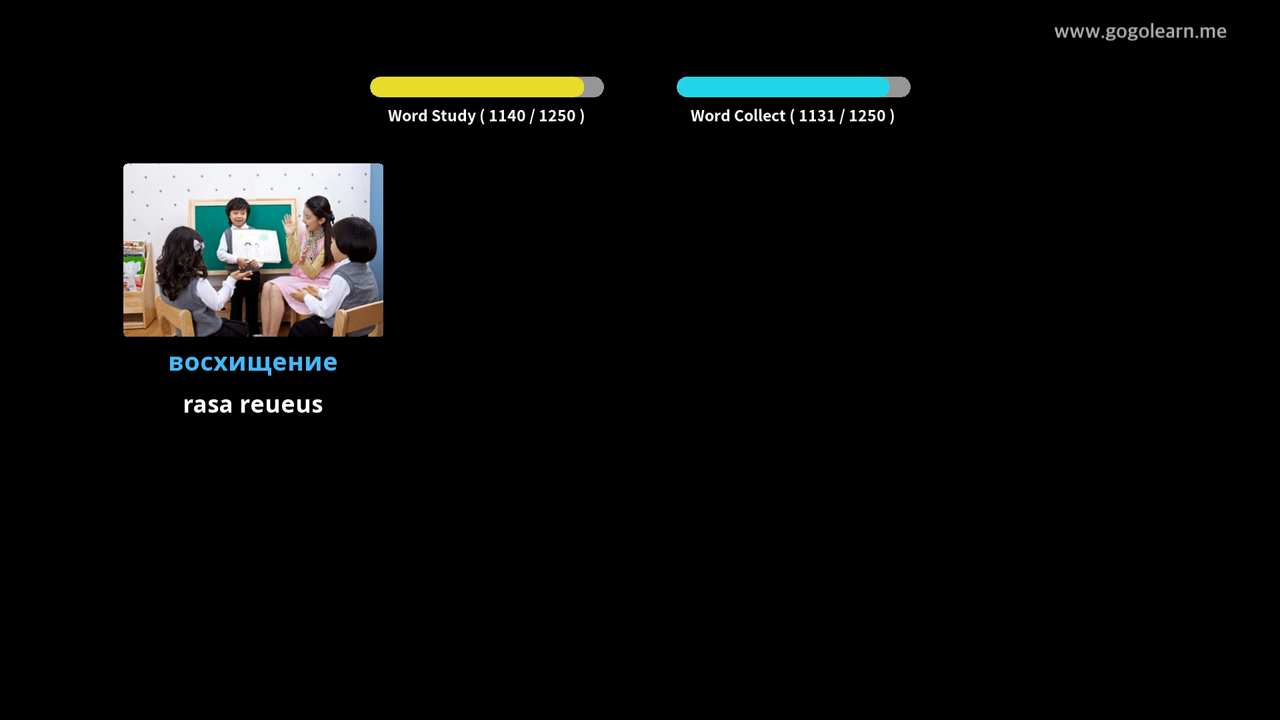 www.gogolearn.me
Word Study ( 1140 / 1250 )
Word Collect ( 1131 / 1250 )
восхищение
rasa reueus